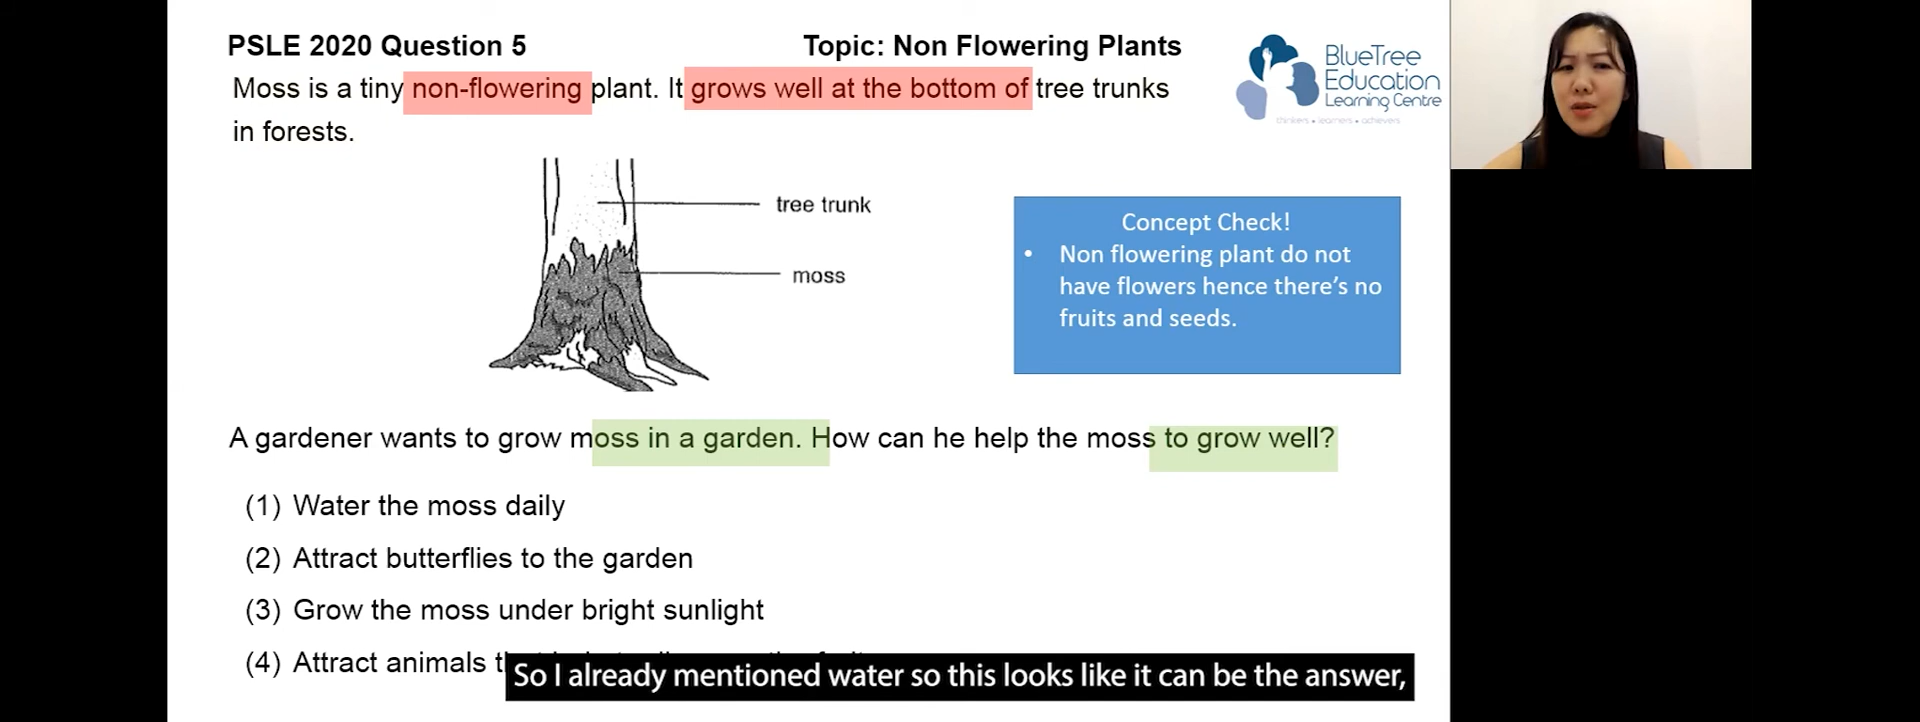 PSLE 2020 Question 5
Topic: Non Flowering Plants
Moss is a tiny non-flowering plant. It grows well at the bottom of tree trunks
in forests.
BlueTree
Education
Learning Centre
thinkers • learners • achievers
tree trunk
moss
Concept Check!
• Non flowering plant do not
have flowers hence there's no
fruits and seeds.
A gardener wants to grow moss in a garden. How can he help the moss to grow well?
(1) Water the moss daily
(2) Attract butterflies to the garden
(3) Grow the moss under bright sunlight
(4) Attract animals
So I already mentioned water so this looks like it can be the answer,